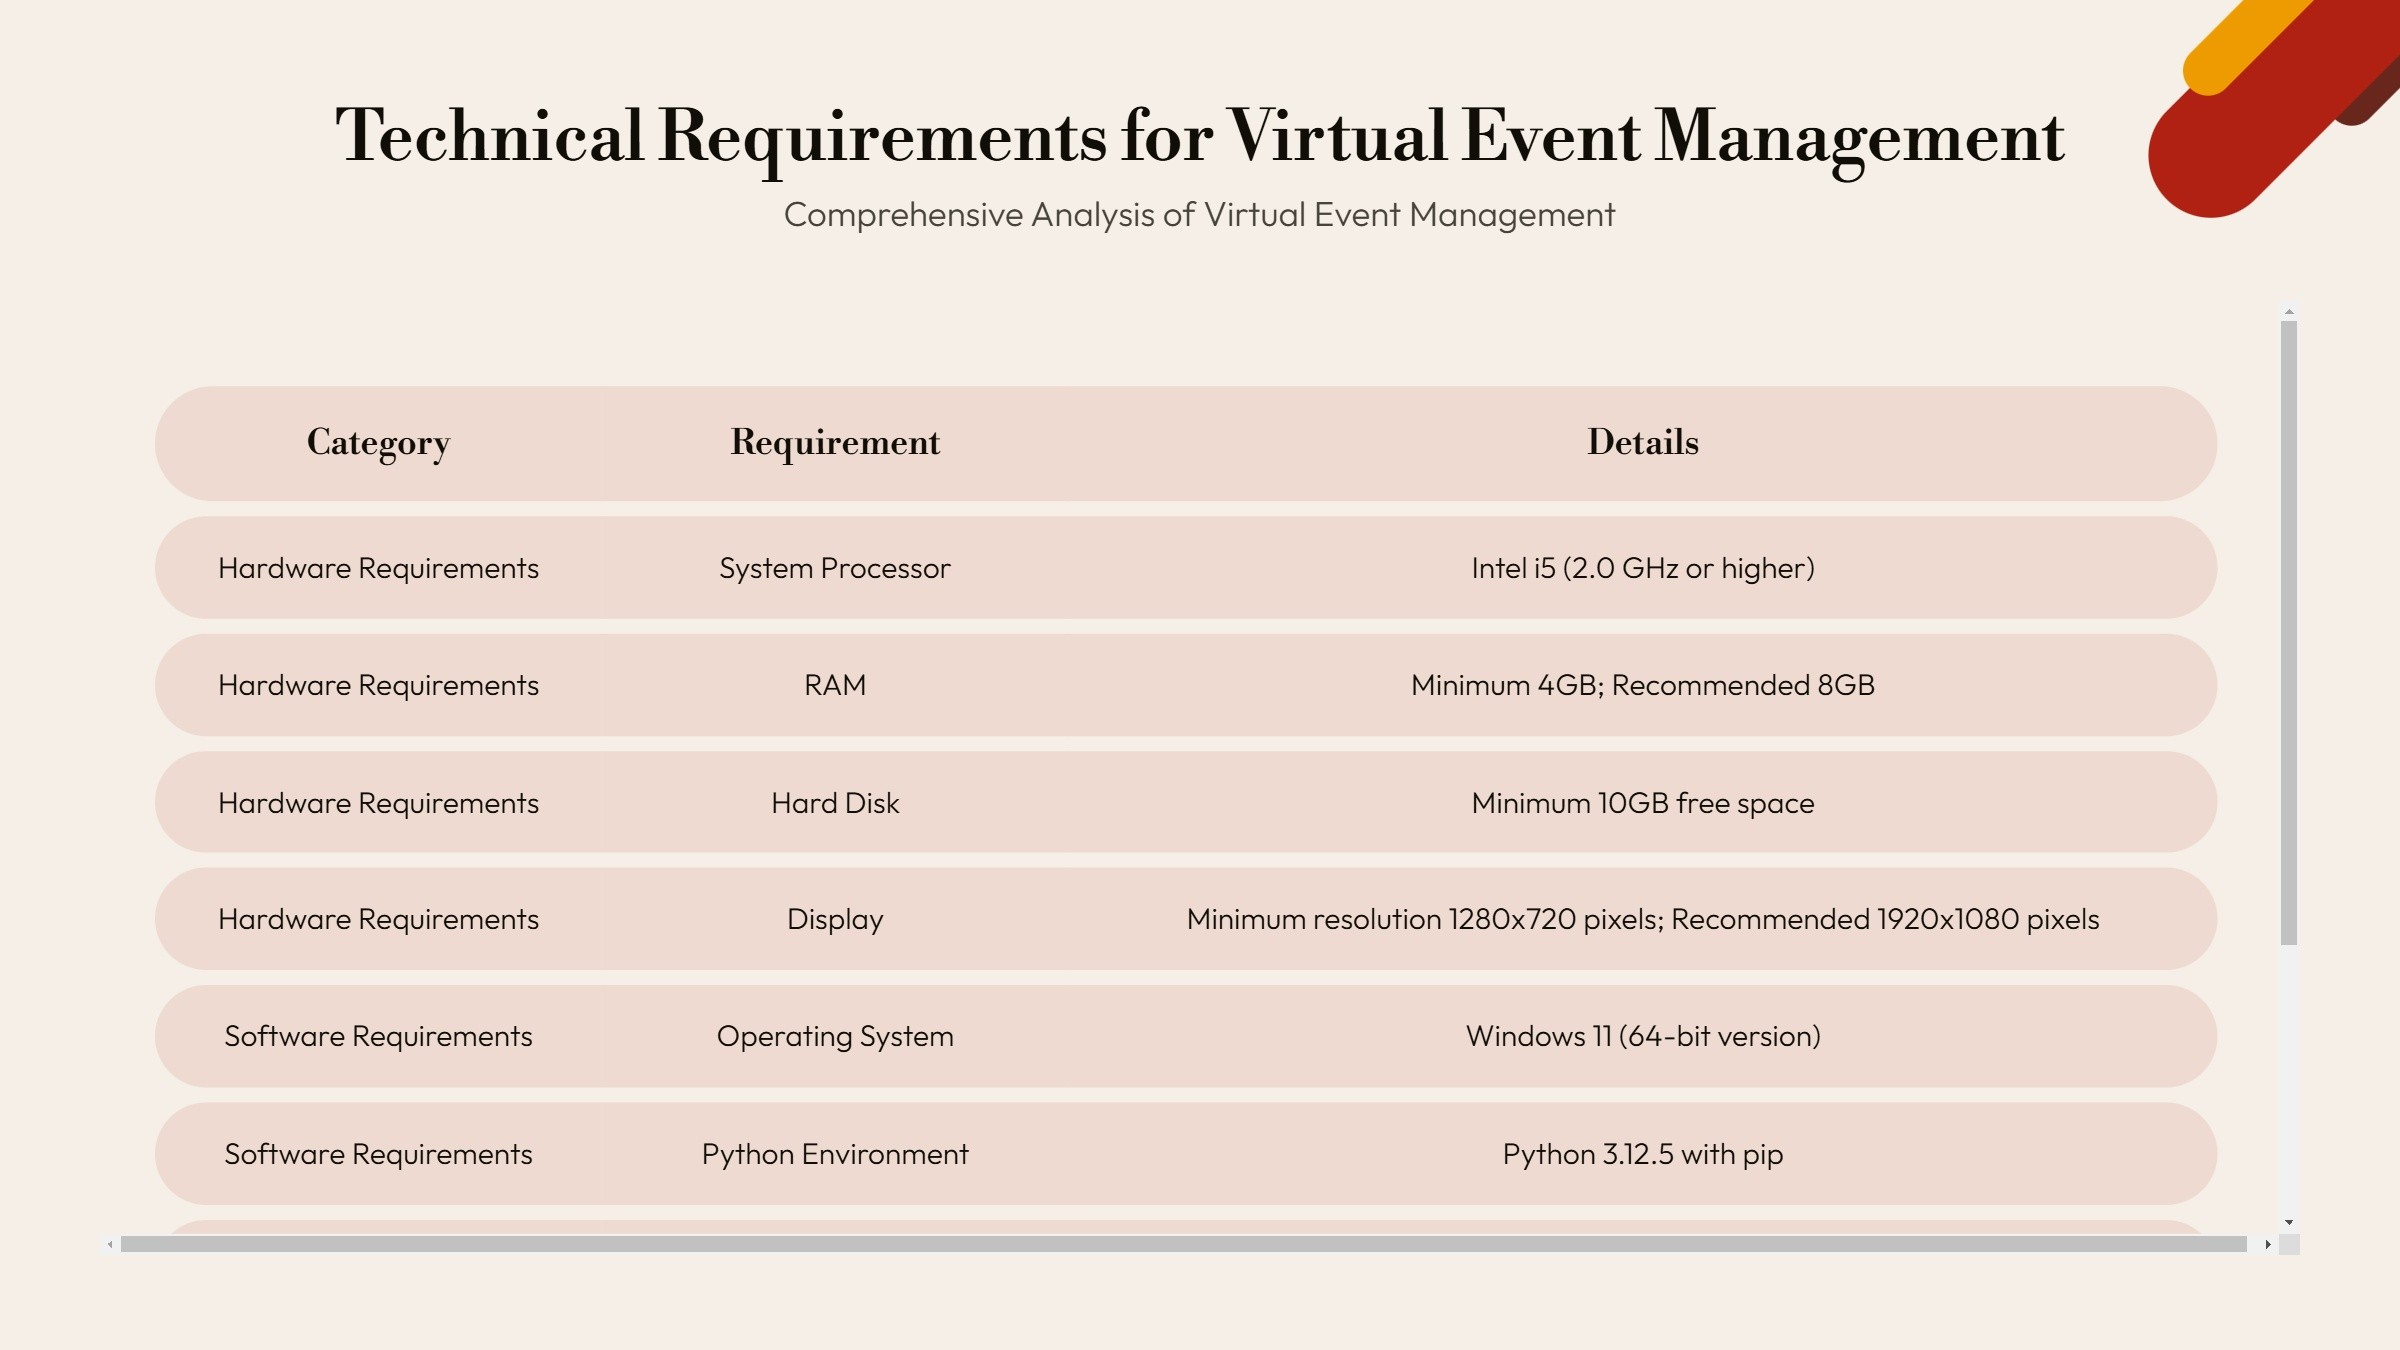 Technical Requirements for Virtual Event Management
Comprehensive Analysis of Virtual Event Management
Category Requirement Details
Hardware Requirements System Processor Intel i5 (2.0 GHz or higher)
Hardware Requirements RAM Minimum 4GB; Recommended 8GB
Hardware Requirements Hard Disk Minimum 10GB free space
Hardware Requirements Display Minimum resolution 1280x720 pixels; Recommended 1920x1080 pixels
Software Requirements Operating System Windows 11 (64-bit version)
Software Requirements Python Environment Python 3.12.5 with pip